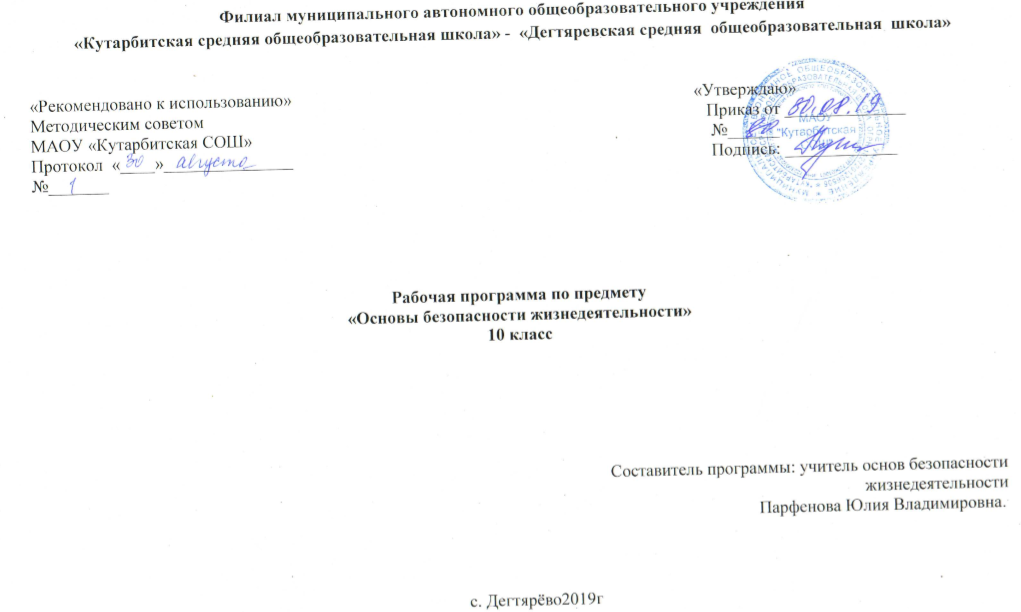 Филиал муниципального автономного общеобразовательного учреждения
«Кутарбитская средняя общеобразовательная школа» - «Дегтяревская средняя общеобразовательная школа»
«Рекомендовано к использованию»
Методическим советом
МАОУ «Кутарбитская СОШ»
Протокол «30» августа
№ 1
«Утверждаю»
Приказ от 30.08.19
№
Подпись:
МАОУ
"Кутарбитская
Рабочая программа по предмету
«Основы безопасности жизнедеятельности»
10 класс
Составитель программы: учитель основ безопасности
жизнедеятельности
Парфенова Юлия Владимировна.
с. Дегтярёво2019г